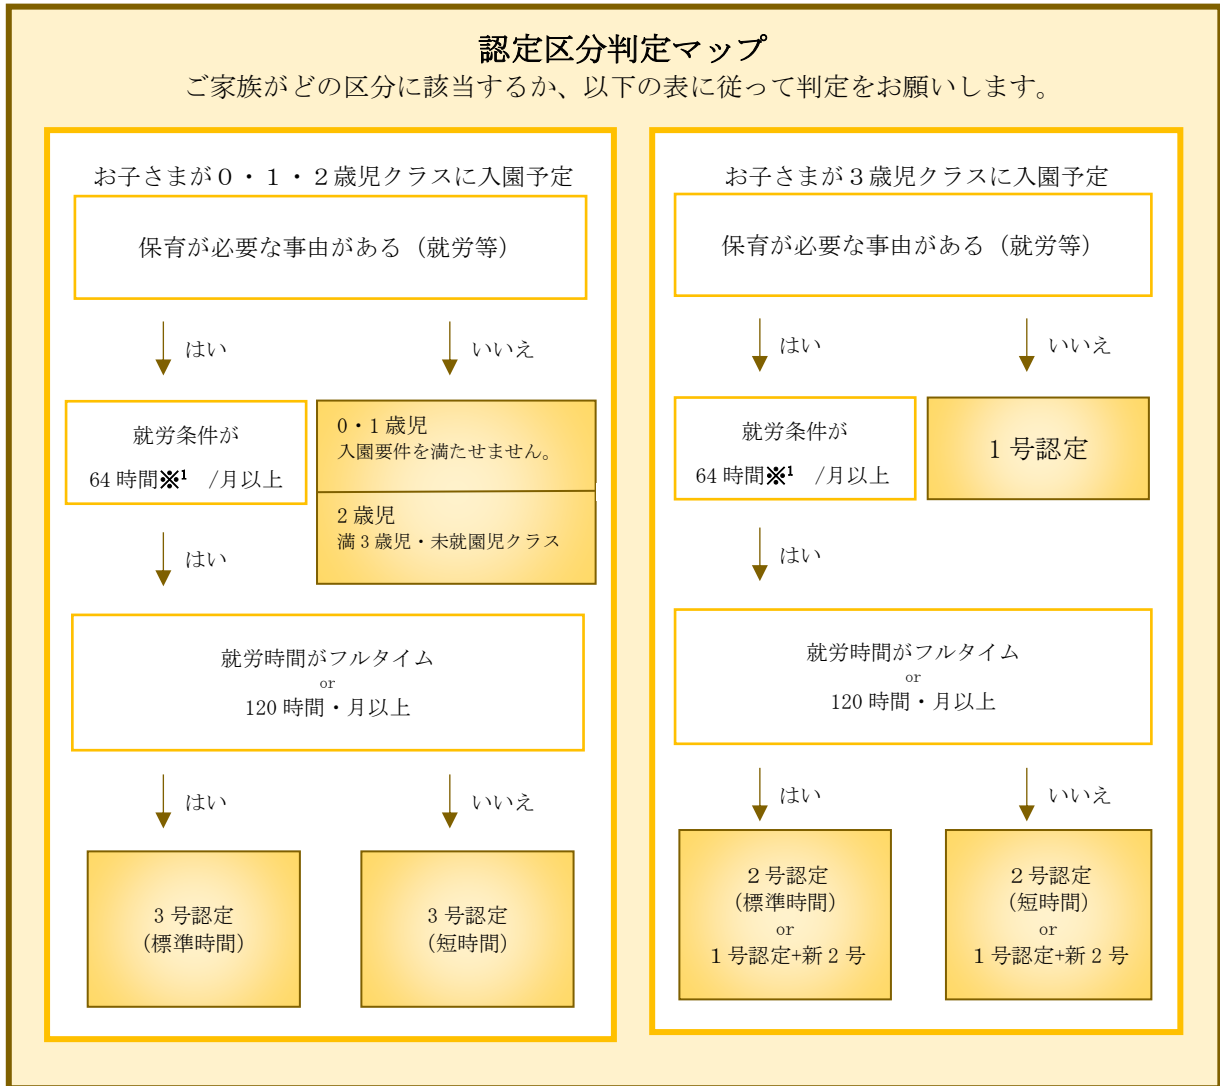 認定区分判定マップ
ご家族がどの区分に該当するか、以下の表に従って判定をお願いします。
お子さまが０・１・２歳児クラスに入園予定
保育が必要な事由がある（就労等）
はい
いいえ
就労条件が
64 時間※1 /月以上
0・1 歳児
入園要件を満たせません。
2 歳児
満 3 歳児・未就園児クラス
はい
就労時間がフルタイム
or
120 時間・月以上
はい
いいえ
3 号認定
（標準時間）
3 号認定
（短時間）
お子さまが３歳児クラスに入園予定
保育が必要な事由がある（就労等）
はい
いいえ
就労条件が
64 時間※1 /月以上
1 号認定
はい
就労時間がフルタイム
or
120 時間・月以上
はい
いいえ
２号認定
（標準時間）
or
１号認定+新 2 号
２号認定
（短時間）
or
１号認定+新 2 号